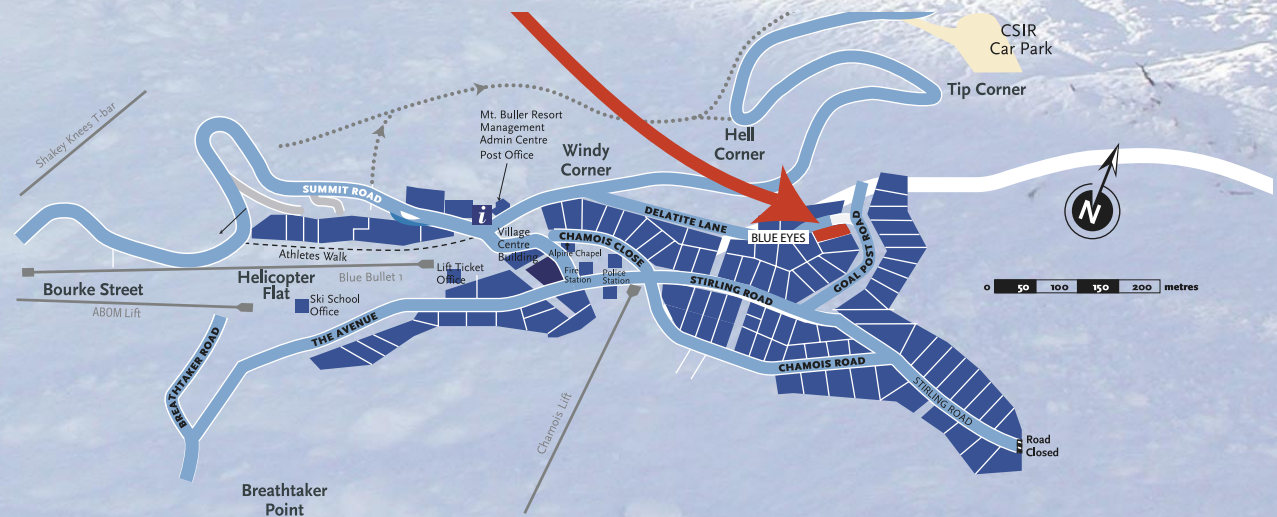 CSIR
Car Park
Tip Corner
Shakey Knees T-bar
Mt. Buller Resort
Management
Admin Centre
Post Office
Windy
Corner
Hell
Corner
SUMMIT ROAD
i
DELATITE LANE
BLUE EYES
GOAL POST ROAD
N
Village
Centre
Building
CHAMOIS CLOSE
Alpine Chapel
Athletes Walk
Fire
Station
Police
Station
Lift Ticket
Office
Helicopter
Flat
Blue Bullet 1
Bourke Street
ABOM Lift
Ski School
Office
STIRLING ROAD
0 50 100 150 200 metres
THE AVENUE
BREATHTAKER ROAD
CHAMOIS ROAD
STIRLING ROAD
Chamois Lift
Road
Closed
Breathtaker
Point